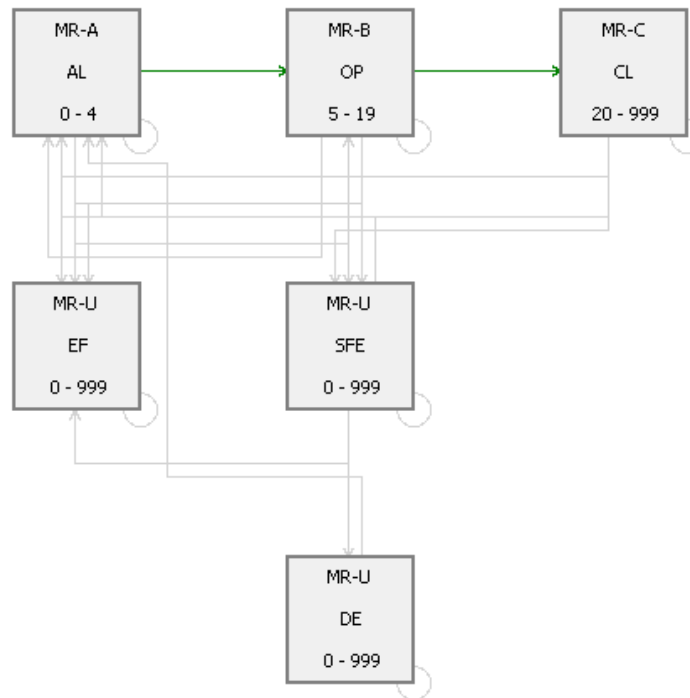 MR-A
AL
0 - 4
MR-B
OP
5 - 19
MR-C
CL
20 - 999
MR-U
EF
0 - 999
MR-U
SFE
0 - 999
MR-U
DE
0 - 999